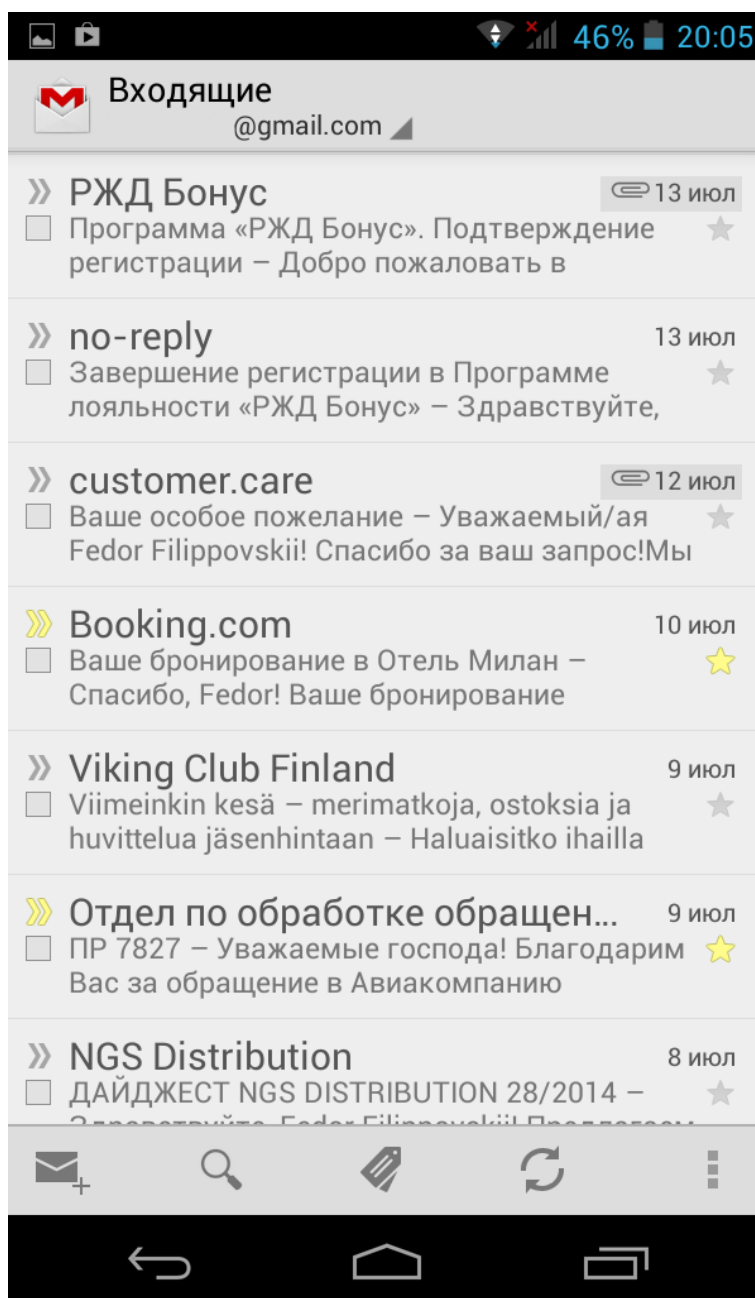 46% 20:05
Входящие
@gmail.com
РЖД Бонус 13 июл
Программа «РЖД Бонус». Подтверждение
регистрации – Добро пожаловать в
no-reply 13 июл
Завершение регистрации в Программе
лояльности «РЖД Бонус» – Здравствуйте,
customer.care 12 июл
Ваше особое пожелание – Уважаемый/ая
Fedor Filippovskii! Спасибо за ваш запрос!Мы
Booking.com 10 июл
Ваше бронирование в Отель Милан –
Спасибо, Fedor! Ваше бронирование
Viking Club Finland 9 июл
Viimeinkin kesä – merimatkoja, ostoksia ja
huvittelua jäsenhintaan – Haluaisitko ihailla
Отдел по обработке обращен... 9 июл
ПР 7827 – Уважаемые господа! Благодарим
Вас за обращение в Авиакомпанию
NGS Distribution 8 июл
ДАЙДЖЕСТ NGS DISTRIBUTION 28/2014 –
Здравствуйте, Fedor Filippovskii! Предлагаем